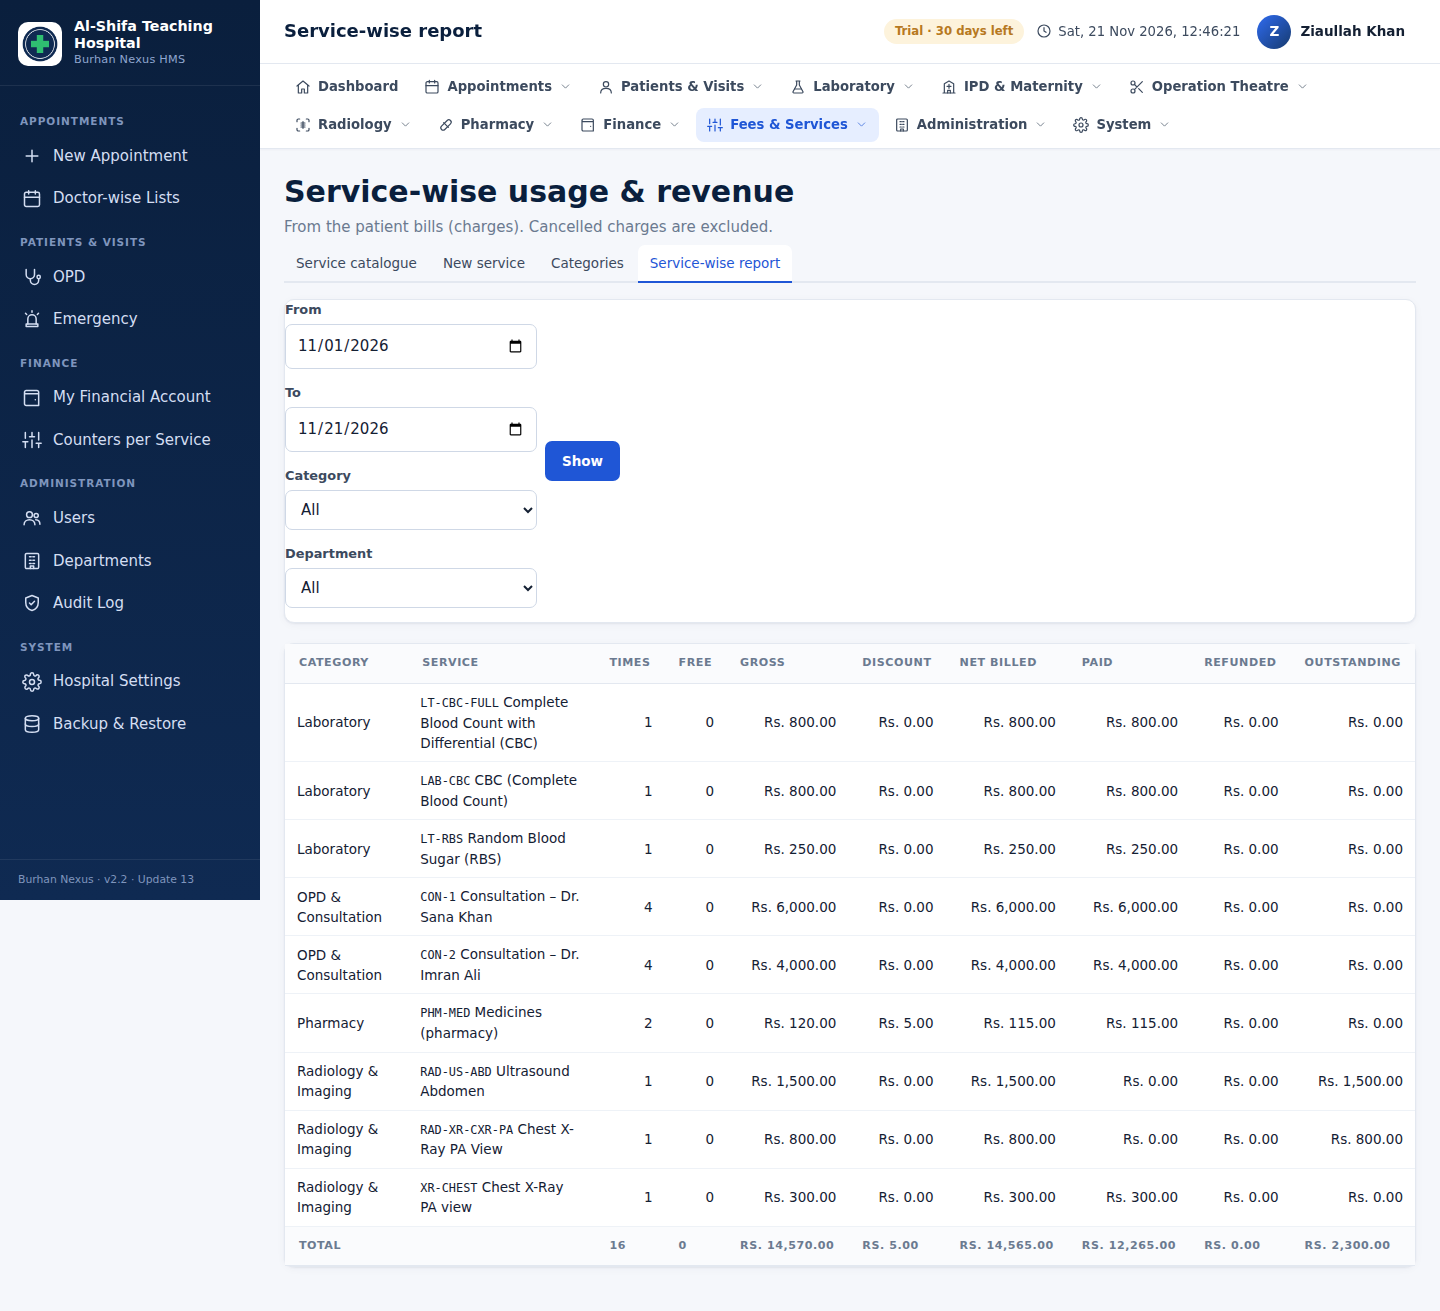 Al-Shifa Teaching
Hospital
Burhan Nexus HMS
APPOINTMENTS
New Appointment
Doctor-wise Lists
PATIENTS & VISITS
OPD
Emergency
FINANCE
My Financial Account
Counters per Service
ADMINISTRATION
Users
Departments
Audit Log
SYSTEM
Hospital Settings
Backup & Restore
Burhan Nexus · v2.2 · Update 13
Service-wise report
Trial · 30 days left
Sat, 21 Nov 2026, 12:46:21
Z
Ziaullah Khan
Dashboard Appointments Patients & Visits Laboratory IPD & Maternity Operation Theatre
Radiology Pharmacy Finance Fees & Services Administration System
Service-wise usage & revenue
From the patient bills (charges). Cancelled charges are excluded.
Service catalogue New service Categories Service-wise report
From
11/01/2026
To
11/21/2026
Show
Category
All
Department
All
CATEGORY SERVICE TIMES FREE GROSS DISCOUNT NET BILLED PAID REFUNDED OUTSTANDING
LT-CBC-FULL Complete
Laboratory Blood Count with 1 0 Rs. 800.00 Rs. 0.00 Rs. 800.00 Rs. 800.00 Rs. 0.00 Rs. 0.00
Differential (CBC)
LAB-CBC CBC (Complete
Laboratory 1 0 Rs. 800.00 Rs. 0.00 Rs. 800.00 Rs. 800.00 Rs. 0.00 Rs. 0.00
Blood Count)
LT-RBS Random Blood
Laboratory 1 0 Rs. 250.00 Rs. 0.00 Rs. 250.00 Rs. 250.00 Rs. 0.00 Rs. 0.00
Sugar (RBS)
OPD & CON-1 Consultation – Dr.
4 0 Rs. 6,000.00 Rs. 0.00 Rs. 6,000.00 Rs. 6,000.00 Rs. 0.00 Rs. 0.00
Consultation Sana Khan
OPD & CON-2 Consultation – Dr.
4 0 Rs. 4,000.00 Rs. 0.00 Rs. 4,000.00 Rs. 4,000.00 Rs. 0.00 Rs. 0.00
Consultation Imran Ali
PHM-MED Medicines
Pharmacy 2 0 Rs. 120.00 Rs. 5.00 Rs. 115.00 Rs. 115.00 Rs. 0.00 Rs. 0.00
(pharmacy)
Radiology & RAD-US-ABD Ultrasound
1 0 Rs. 1,500.00 Rs. 0.00 Rs. 1,500.00 Rs. 0.00 Rs. 0.00 Rs. 1,500.00
Imaging Abdomen
Radiology & RAD-XR-CXR-PA Chest X-
1 0 Rs. 800.00 Rs. 0.00 Rs. 800.00 Rs. 0.00 Rs. 0.00 Rs. 800.00
Imaging Ray PA View
Radiology & XR-CHEST Chest X-Ray
1 0 Rs. 300.00 Rs. 0.00 Rs. 300.00 Rs. 300.00 Rs. 0.00 Rs. 0.00
Imaging PA view
TOTAL 16 0 RS. 14,570.00 RS. 5.00 RS. 14,565.00 RS. 12,265.00 RS. 0.00 RS. 2,300.00